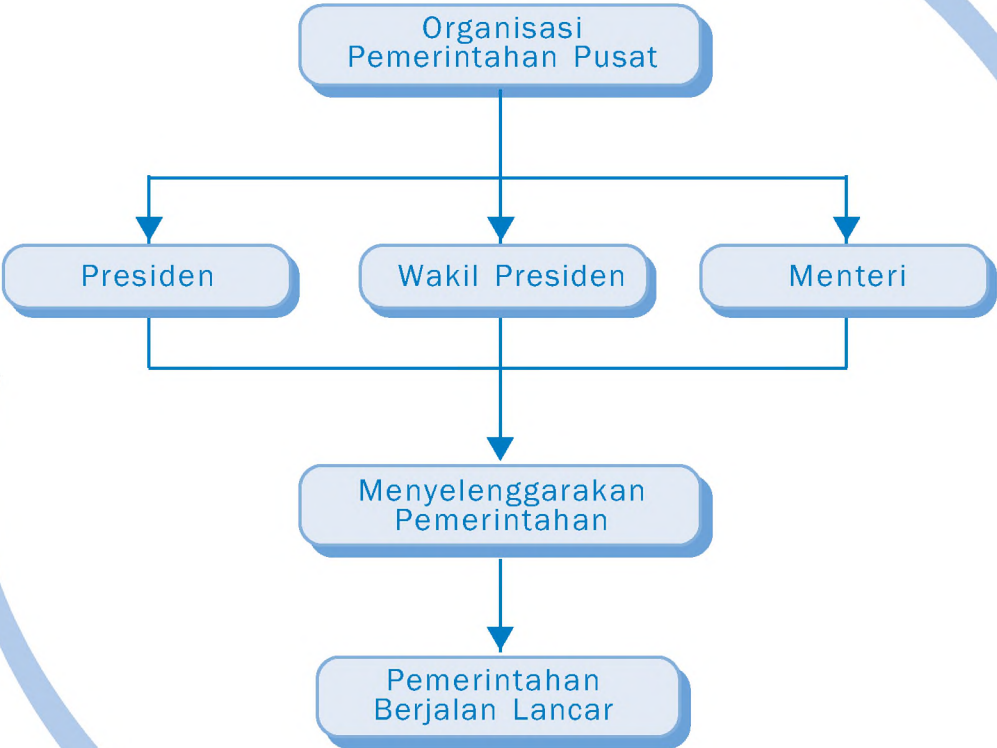 Organisasi
Pemerintahan Pusat
Presiden
Wakil Presiden
Menteri
Menyelenggarakan
Pemerintahan
Pemerintahan
Berjalan Lancar